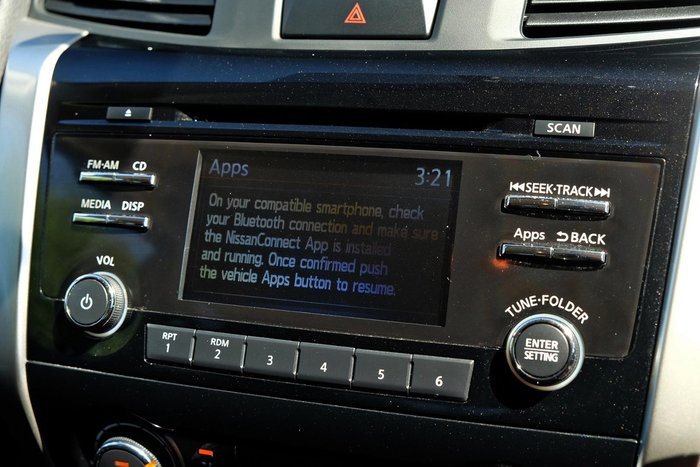 SCAN
FM·AM CD
MEDIA DISP
VOL
Apps 3:21
On your compatible smartphone, check
your Bluetooth connection and make sure
the NissanConnect App is installed
and running. Once confirmed push
the vehicle Apps button to resume.
SEEK·TRACK
Apps BACK
TUNE·FOLDER
ENTER
SETTING
RPT
1
RDM
2
3
4
5
6